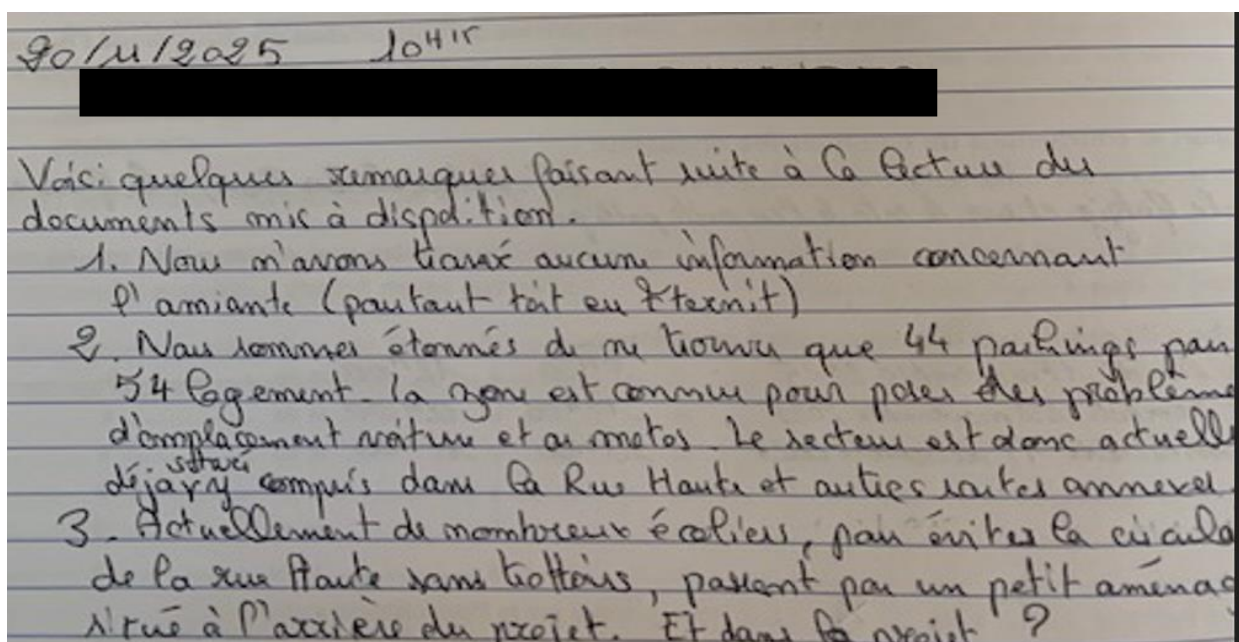 20/11/2025 10H15
Voici quelques remarques faisant suite à la lecture des
documents mis à disposition.
1. Nous n'avons trouvé aucune information concernant
l'amiante (pourtant toit en Eternit)
2. Nous sommes étonnés de ne trouver que 44 parkings pour
54 logement. la zone est connue pour poser des problème
d'emplacement voiture et motos. Le secteur est donc actuelle
déjà saturé y compris dans la Rue Haute et autres routes annexes
3. Actuellement de nombreux écoliers, pour éviter la circula
de la rue Haute sans trottoirs, passent par un petit aménag
situé à l'arrière du projet. Et dans le projet ?